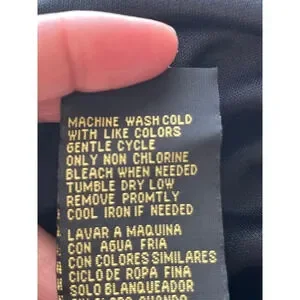 MACHINE WASH COLD
WITH LIKE COLORS
GENTLE CYCLE
ONLY NON CHLORINE
BLEACH WHEN NEEDED
TUMBLE DRY LOW
REMOVE PROMTLY
COOL IRON IF NEEDED
LAVAR A MAQUINA
CON AGUA FRIA
CON COLORES SIMILARES
CICLO DE ROPA FINA
SOLO BLANQUEADOR